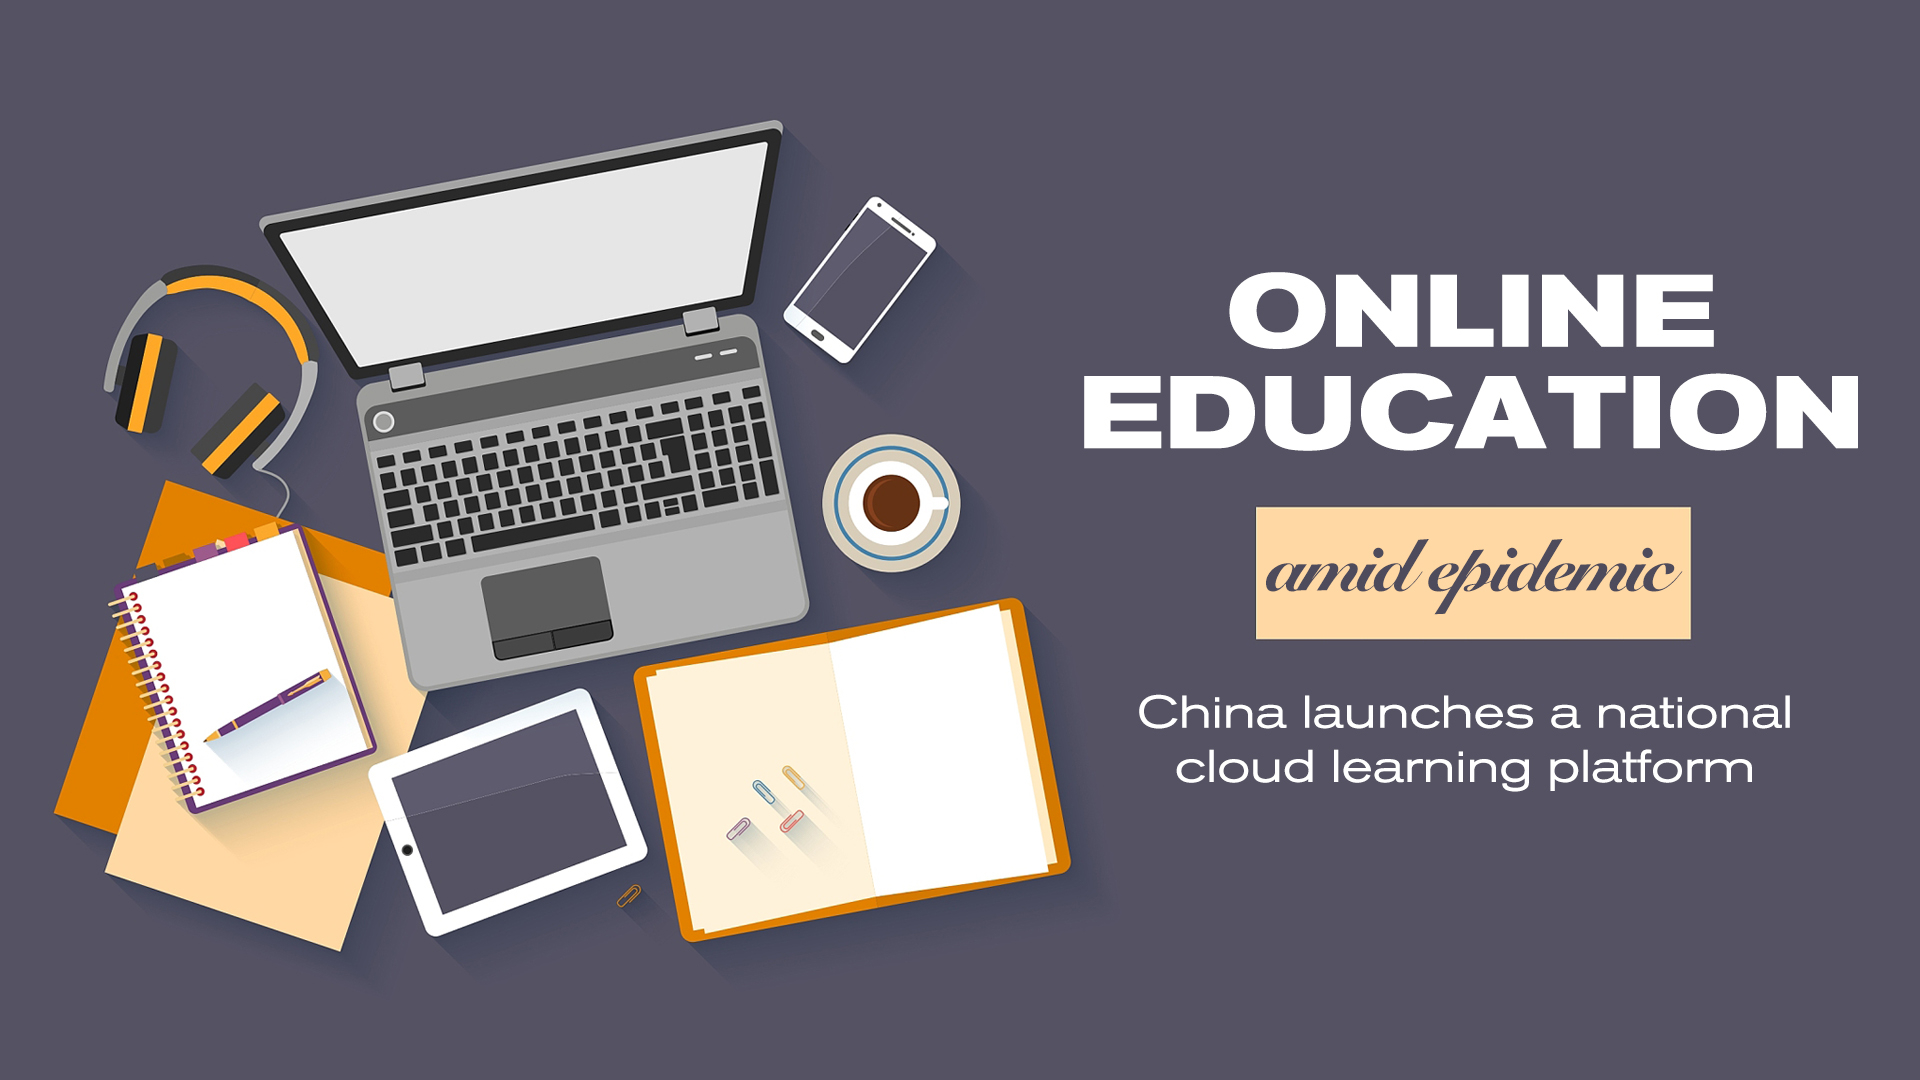 ONLINE
EDUCATION
amid epidemic
China launches a national
cloud learning platform